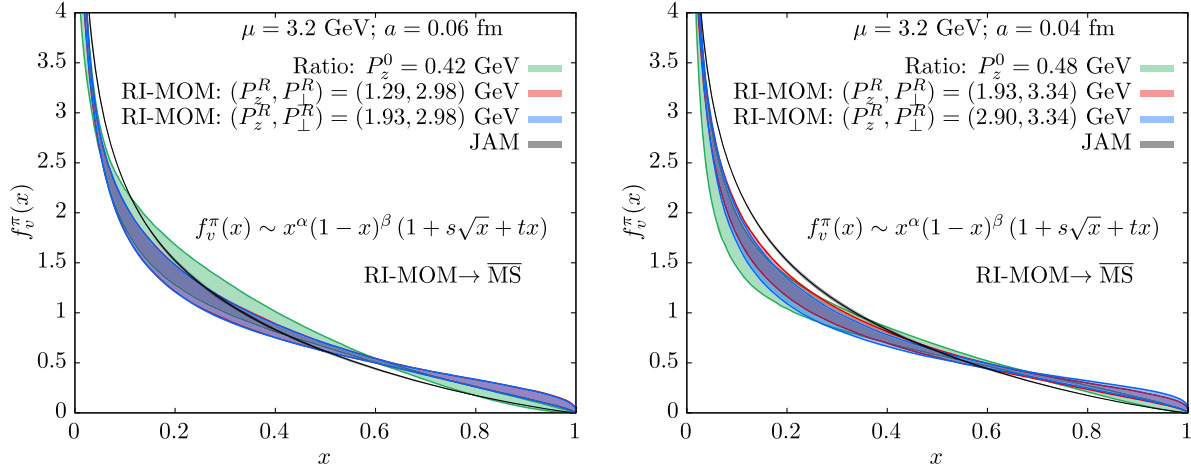 μ = 3.2 GeV; a = 0.06 fm
Ratio: P_z^0 = 0.42 GeV
RI-MOM: (P_z^R, P_⊥^R) = (1.29, 2.98) GeV
RI-MOM: (P_z^R, P_⊥^R) = (1.93, 2.98) GeV
JAM
f_v^π(x) ∼ x^α(1 − x)^β (1 + s√x + tx)
RI-MOM→ \overline{MS}
f_v^π(x)
4
3.5
3
2.5
2
1.5
1
0.5
0
0 0.2 0.4 0.6 0.8 1
x
μ = 3.2 GeV; a = 0.04 fm
Ratio: P_z^0 = 0.48 GeV
RI-MOM: (P_z^R, P_⊥^R) = (1.93, 3.34) GeV
RI-MOM: (P_z^R, P_⊥^R) = (2.90, 3.34) GeV
JAM
f_v^π(x) ∼ x^α(1 − x)^β (1 + s√x + tx)
RI-MOM→ \overline{MS}
f_v^π(x)
4
3.5
3
2.5
2
1.5
1
0.5
0
0 0.2 0.4 0.6 0.8 1
x